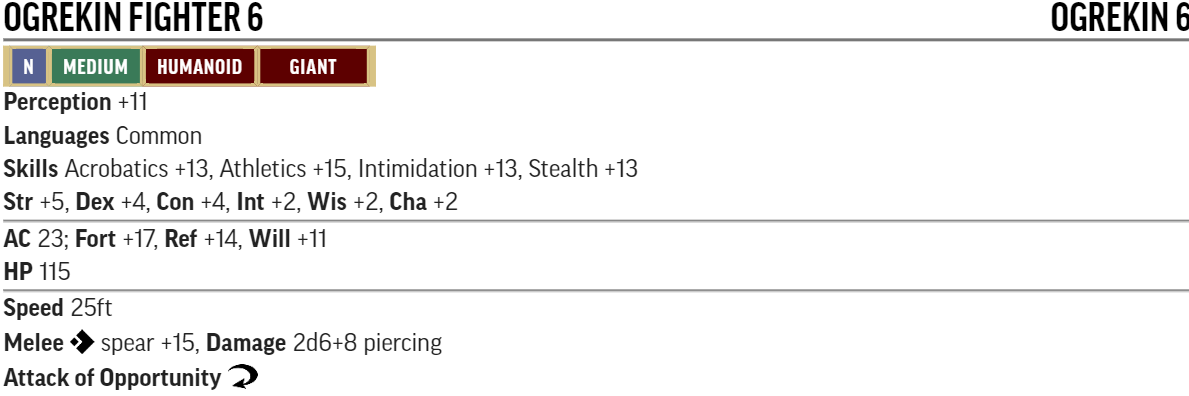 OGREKIN FIGHTER 6 OGREKIN 6
N MEDIUM HUMANOID GIANT
Perception +11
Languages Common
Skills Acrobatics +13, Athletics +15, Intimidation +13, Stealth +13
Str +5, Dex +4, Con +4, Int +2, Wis +2, Cha +2
AC 23; Fort +17, Ref +14, Will +11
HP 115
Speed 25ft
Melee spear +15, Damage 2d6+8 piercing
Attack of Opportunity